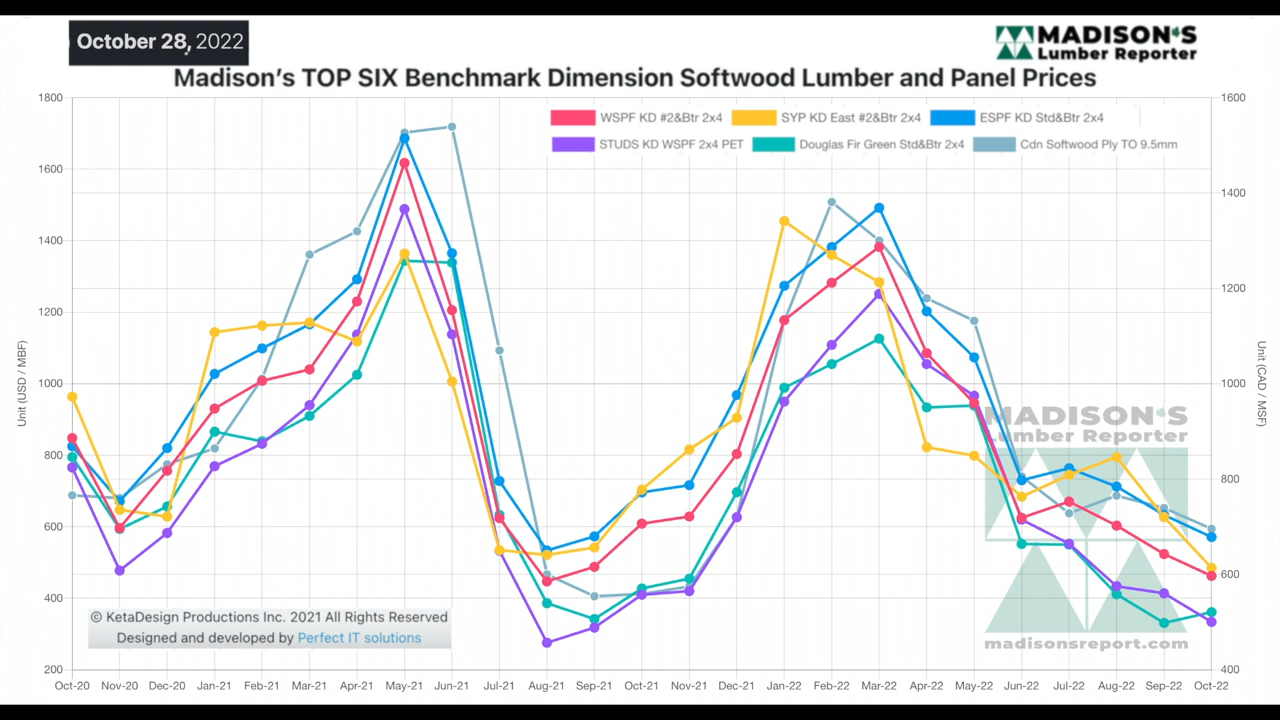 October 28, 2022
MADISON'S
Lumber Reporter
Madison's TOP SIX Benchmark Dimension Softwood Lumber and Panel Prices
WSPF KD #2&Btr 2x4
SYP KD East #2&Btr 2x4
ESPF KD Std&Btr 2x4
STUDS KD WSPF 2x4 PET
Douglas Fir Green Std&Btr 2x4
Cdn Softwood Ply TO 9.5mm
1800
1600
1400
1200
1000
800
600
400
200
Unit (USD / MBF)
1600
1400
1200
1000
800
600
400
Unit (CAD / MSF)
MADISON'S
Lumber Reporter
madisonsreport.com
© KetaDesign Productions Inc. 2021 All Rights Reserved
Designed and developed by Perfect IT solutions
Oct-20 Nov-20 Dec-20 Jan-21 Feb-21 Mar-21 Apr-21 May-21 Jun-21 Jul-21 Aug-21 Sep-21 Oct-21 Nov-21 Dec-21 Jan-22 Feb-22 Mar-22 Apr-22 May-22 Jun-22 Jul-22 Aug-22 Sep-22 Oct-22